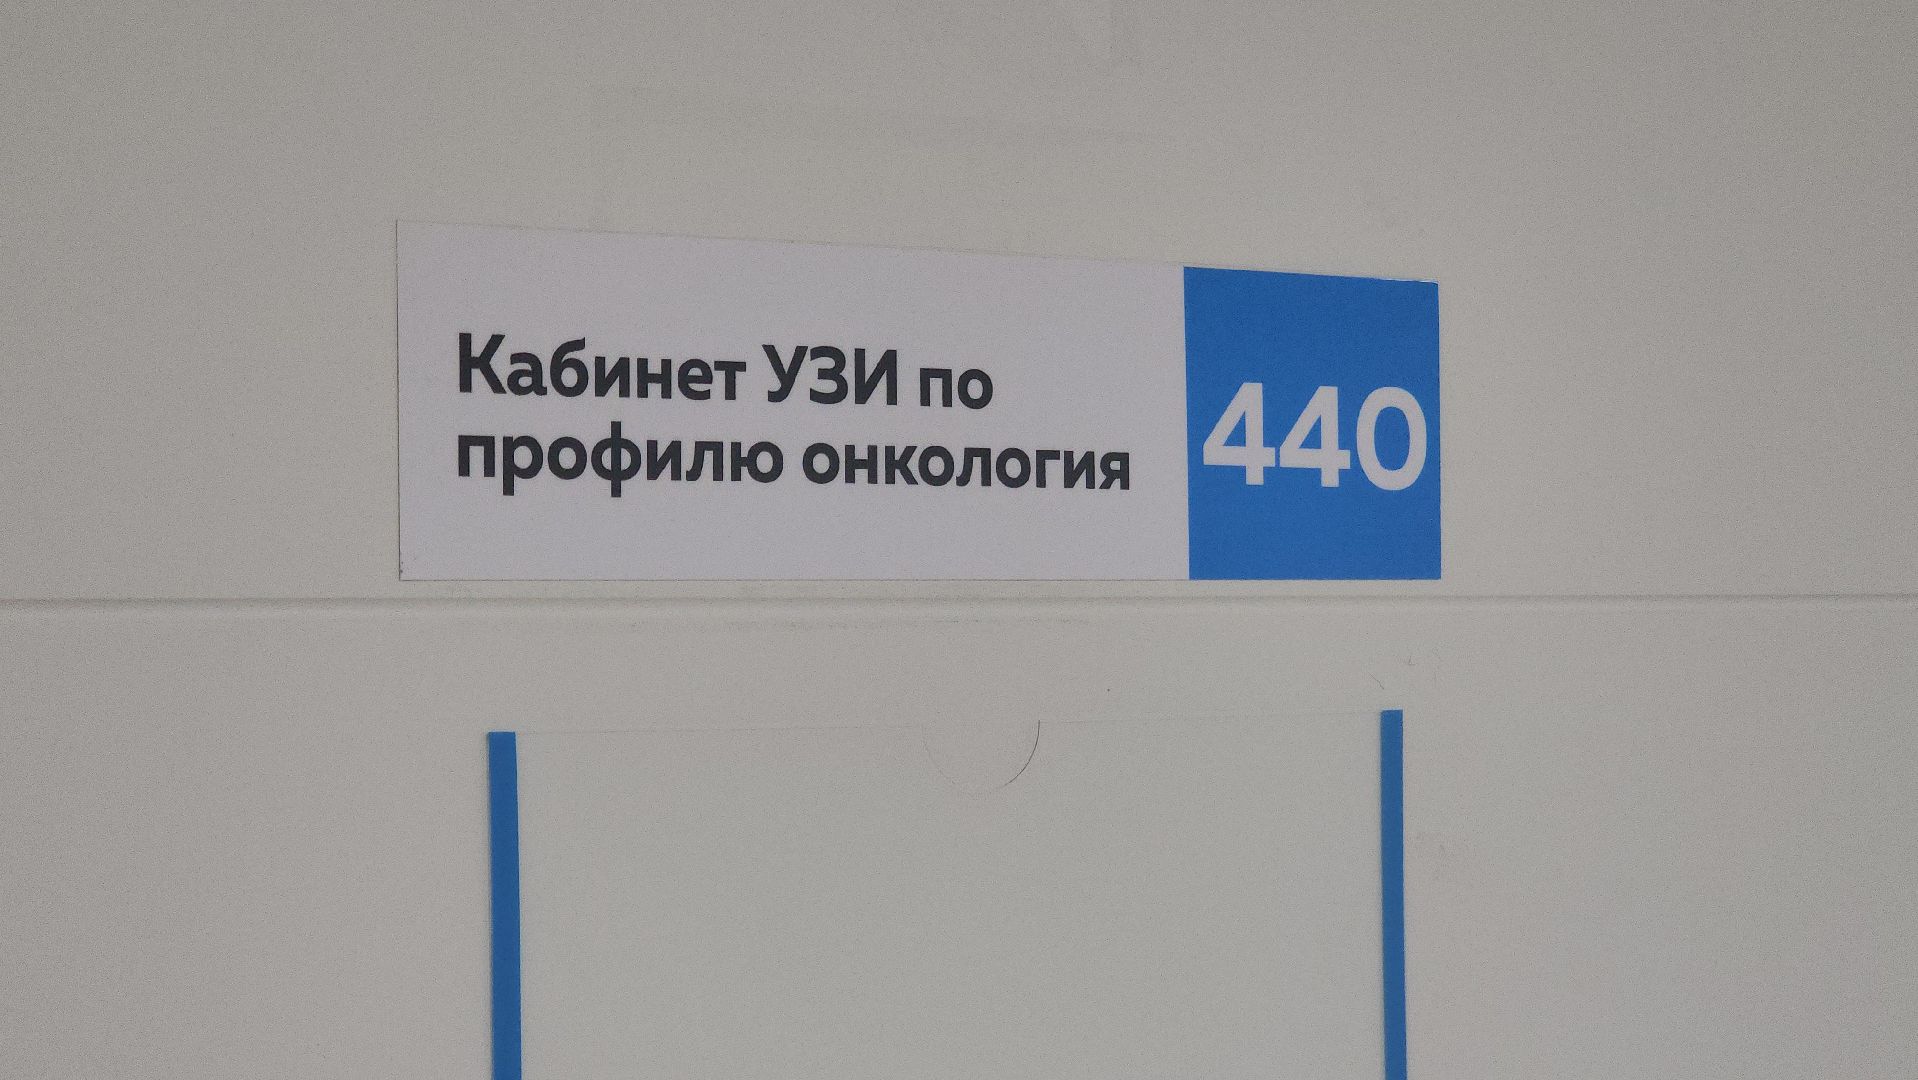 Кабинет УЗИ по
профилю онкология
440